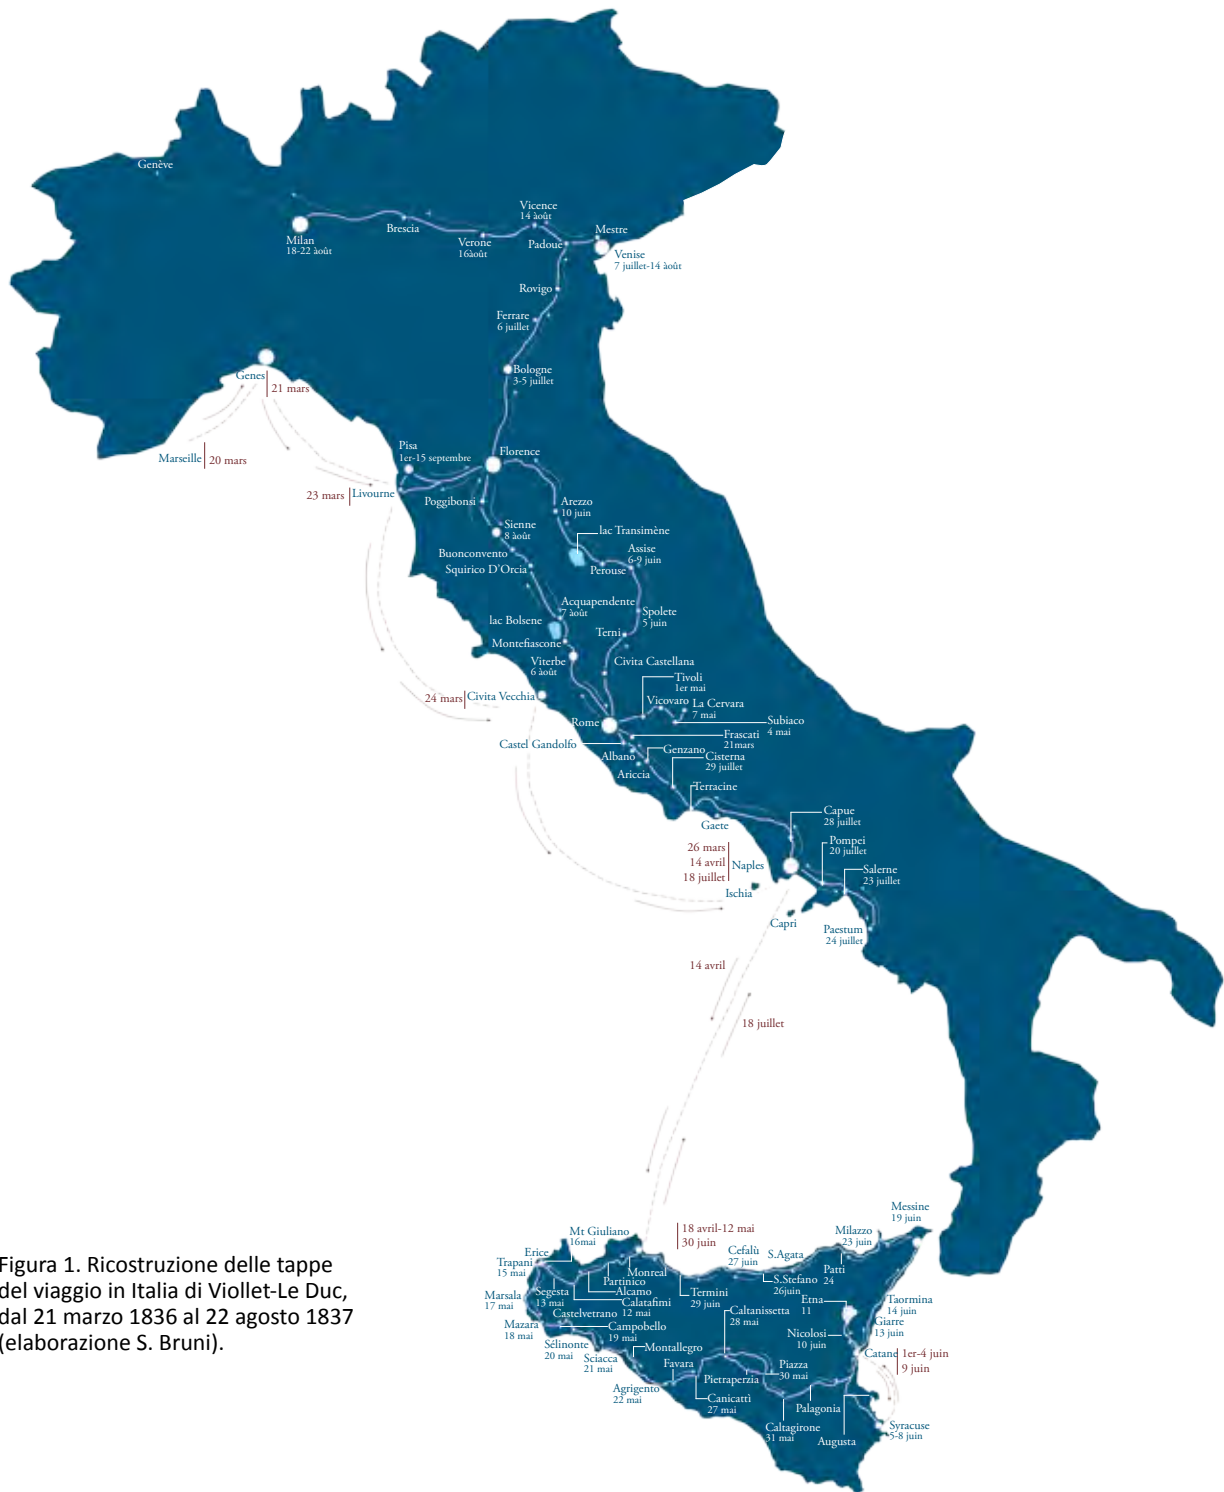 Genève
Vicence
14 àoût
Mestre
Milan
18-22 àoût
Brescia
Verone
16àoût
Padoue
Venise
7 juillet-14 àoût
Rovigo
Ferrare
6 juillet
Bologne
3-5 juillet
Genes
21 mars
Marseille
20 mars
Pisa
1er-15 septembre
Florence
23 mars
Livourne
Poggibonsi
Arezzo
10 juin
Sienne
8 àoût
lac Transimène
Buonconvento
Assise
6-9 juin
Squirico D'Orcia
Perouse
Acquapendente
7 àoût
Spolete
5 juin
lac Bolsene
Terni
Montefiascone
Viterbe
6 àoût
Civita Castellana
Tivoli
1er mai
24 mars
Civita Vecchia
Vicovaro
La Cervara
7 mai
Rome
Subiaco
4 mai
Castel Gandolfo
Frascati
21mars
Albano
Genzano
Cisterna
29 juillet
Ariccia
Terracine
Gaete
Capue
28 juillet
26 mars
14 avril
18 juillet
Naples
Pompei
20 juillet
Salerne
23 juillet
Ischia
Capri
Paestum
24 juillet
14 avril
18 juillet
Messine
19 juin
Mt Giuliano
16mai
18 avril-12 mai
30 juin
Milazzo
23 juin
Erice
Trapani
15 mai
Cefalù
27 juin
S.Agata
Monreal
Patti
24
Partinico
Segesta
13 mai
Alcamo
Calatafimi
12 mai
Termini
29 juin
S.Stefano
26juin
Marsala
17 mai
Etna
11
Taormina
14 juin
Castelvetrano
Caltanissetta
28 mai
Mazara
18 mai
Campobello
19 mai
Giarre
13 juin
Nicolosi
10 juin
Sélinonte
20 mai
Montallegro
Sciacca
21 mai
Favara
Catane
1er-4 juin
9 juin
Piazza
30 mai
Pietraperzia
Agrigento
22 mai
Canicattì
27 mai
Palagonia
Caltagirone
31 mai
Augusta
Syracuse
5-8 juin
Figura 1. Ricostruzione delle tappe
del viaggio in Italia di Viollet-Le Duc,
dal 21 marzo 1836 al 22 agosto 1837
(elaborazione S. Bruni).